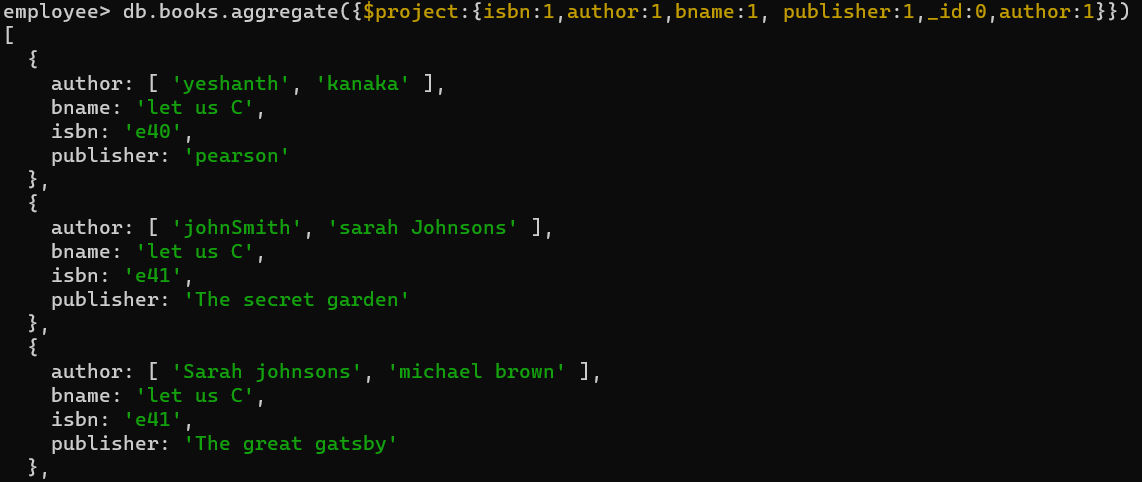 employee> db.books.aggregate({$project:{isbn:1,author:1,bname:1, publisher:1,_id:0,author:1}})
[
  {
    author: [ 'yeshanth', 'kanaka' ],
    bname: 'let us C',
    isbn: 'e40',
    publisher: 'pearson'
  },
  {
    author: [ 'johnSmith', 'sarah Johnsons' ],
    bname: 'let us C',
    isbn: 'e41',
    publisher: 'The secret garden'
  },
  {
    author: [ 'Sarah johnsons', 'michael brown' ],
    bname: 'let us C',
    isbn: 'e41',
    publisher: 'The great gatsby'
  },